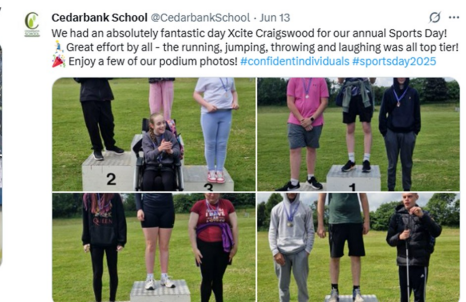 Cedarbank School @CedarbankSchool · Jun 13
We had an absolutely fantastic day Xcite Craigswood for our annual Sports Day!
Great effort by all - the running, jumping, throwing and laughing was all top tier!
Enjoy a few of our podium photos! #confidentindividuals #sportsday2025
2
3
1